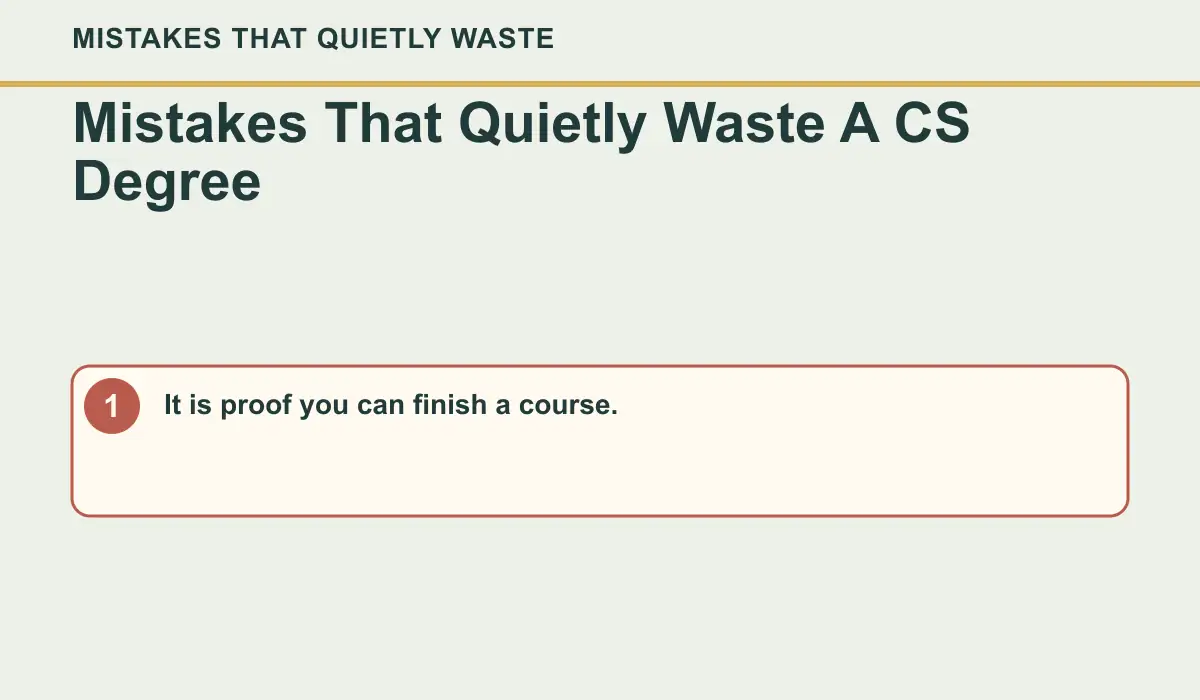 MISTAKES THAT QUIETLY WASTE
Mistakes That Quietly Waste A CS
Degree
1 It is proof you can finish a course.